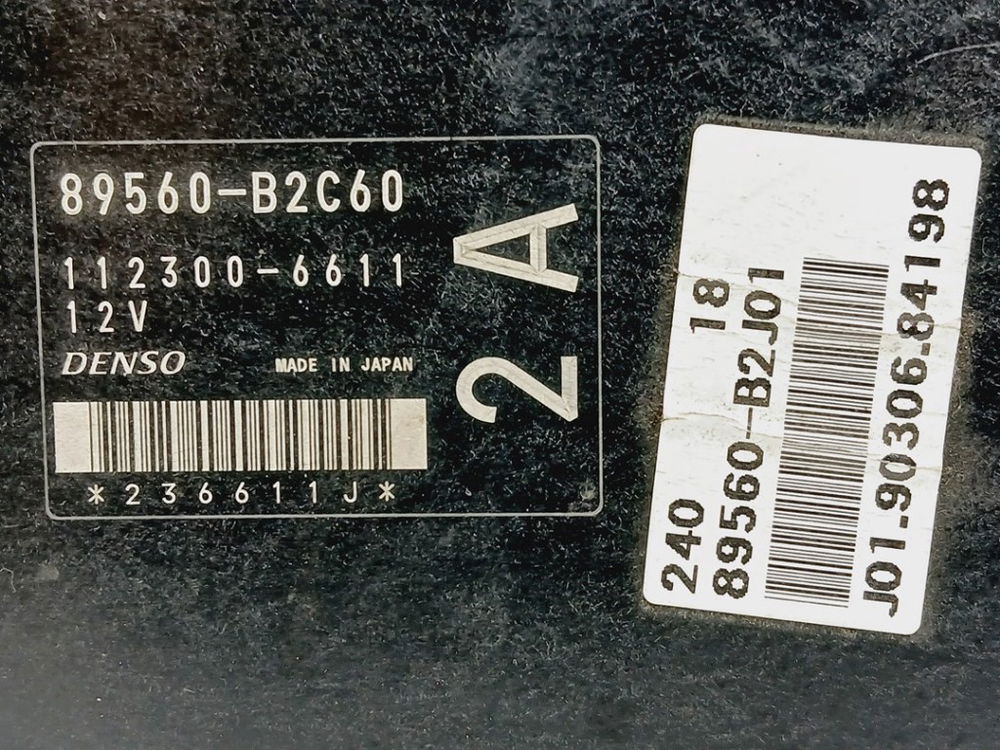 89560-B2C60
112300-6611
12V
DENSO MADE IN JAPAN
*236611J*
2A
240 18
89560-B2J01
J01-90306-84198